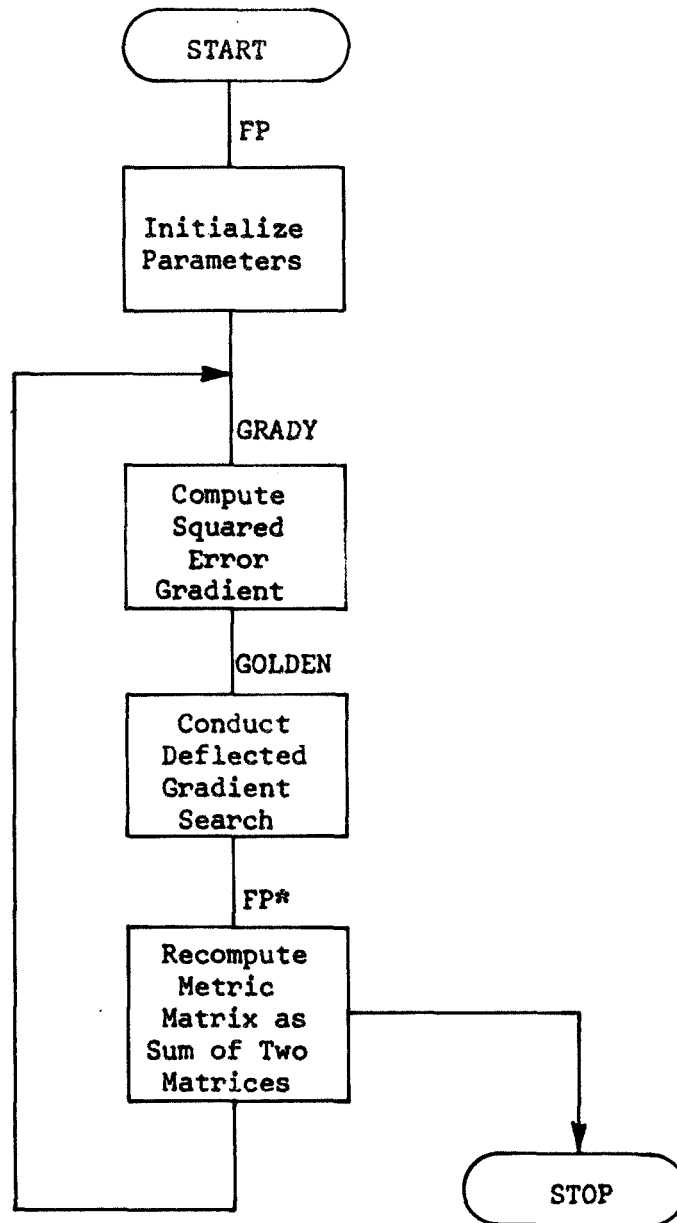 START
FP
Initialize
Parameters
GRADY
Compute
Squared
Error
Gradient
GOLDEN
Conduct
Deflected
Gradient
Search
FP*
Recompute
Metric
Matrix as
Sum of Two
Matrices
STOP